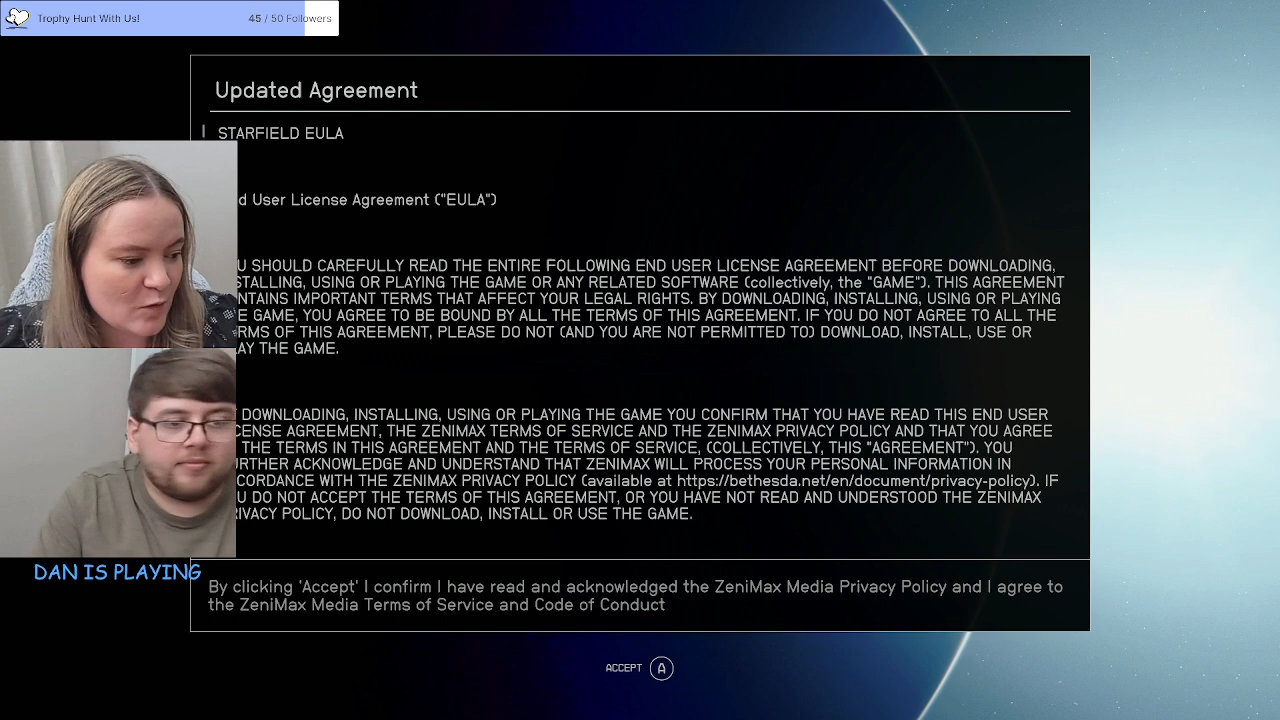 Trophy Hunt With Us! 45 / 50 Followers
Updated Agreement
STARFIELD EULA
d User License Agreement ("EULA")
U SHOULD CAREFULLY READ THE ENTIRE FOLLOWING END USER LICENSE AGREEMENT BEFORE DOWNLOADING,
STALLING, USING OR PLAYING THE GAME OR ANY RELATED SOFTWARE (collectively, the "GAME"). THIS AGREEMENT
NTAINS IMPORTANT TERMS THAT AFFECT YOUR LEGAL RIGHTS. BY DOWNLOADING, INSTALLING, USING OR PLAYING
E GAME, YOU AGREE TO BE BOUND BY ALL THE TERMS OF THIS AGREEMENT. IF YOU DO NOT AGREE TO ALL THE
RMS OF THIS AGREEMENT, PLEASE DO NOT (AND YOU ARE NOT PERMITTED TO) DOWNLOAD, INSTALL, USE OR
AY THE GAME.
DOWNLOADING, INSTALLING, USING OR PLAYING THE GAME YOU CONFIRM THAT YOU HAVE READ THIS END USER
CENSE AGREEMENT, THE ZENIMAX TERMS OF SERVICE AND THE ZENIMAX PRIVACY POLICY AND THAT YOU AGREE
THE TERMS IN THIS AGREEMENT AND THE TERMS OF SERVICE, (COLLECTIVELY, THIS "AGREEMENT"). YOU
RTHER ACKNOWLEDGE AND UNDERSTAND THAT ZENIMAX WILL PROCESS YOUR PERSONAL INFORMATION IN
CORDANCE WITH THE ZENIMAX PRIVACY POLICY (available at https://bethesda.net/en/document/privacy-policy). IF
U DO NOT ACCEPT THE TERMS OF THIS AGREEMENT, OR YOU HAVE NOT READ AND UNDERSTOOD THE ZENIMAX
IVACY POLICY, DO NOT DOWNLOAD, INSTALL OR USE THE GAME.
DAN IS PLAYING
By clicking 'Accept' I confirm I have read and acknowledged the ZeniMax Media Privacy Policy and I agree to
the ZeniMax Media Terms of Service and Code of Conduct
ACCEPT A